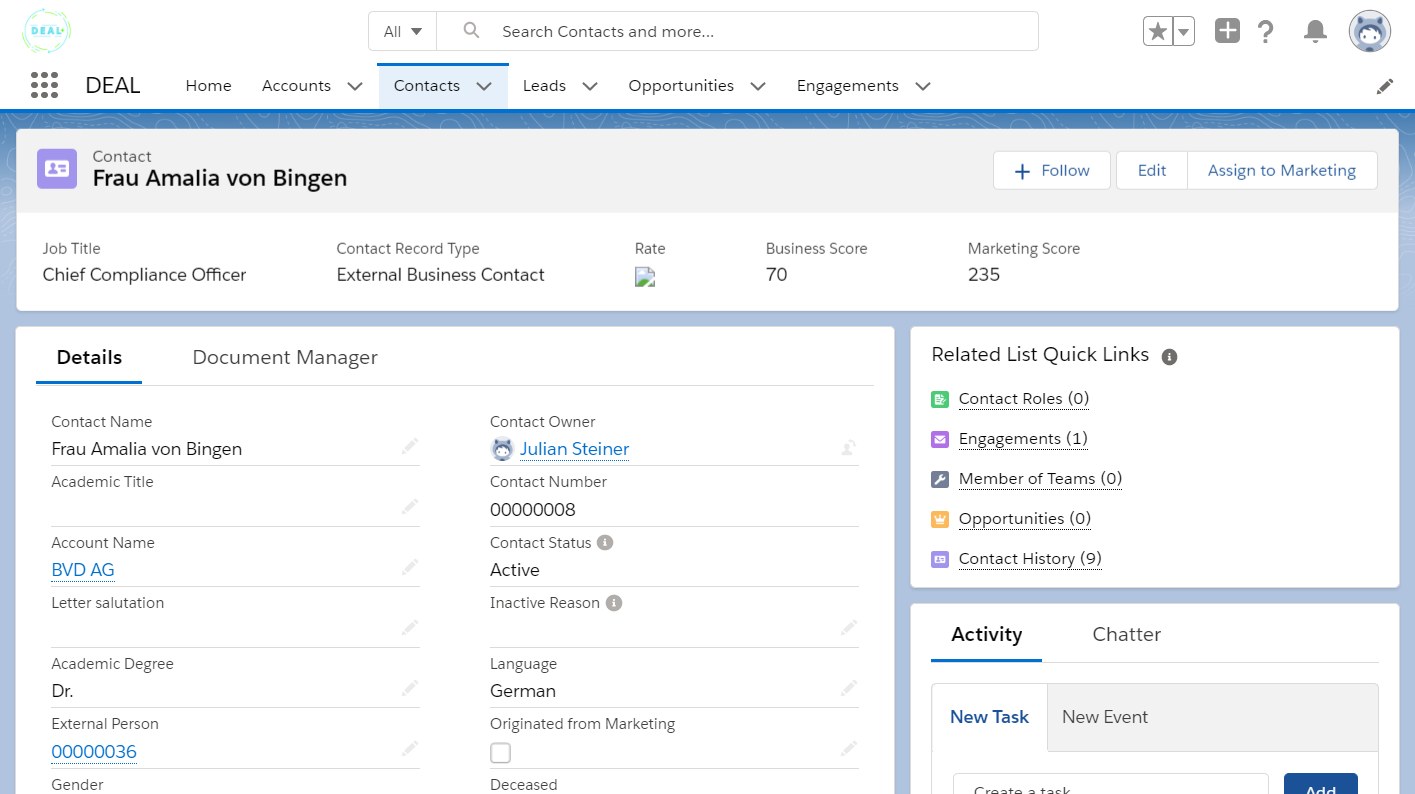 DEAL
All
Search Contacts and more...
DEAL
Home
Accounts
Contacts
Leads
Opportunities
Engagements
Contact
Frau Amalia von Bingen
Follow
Edit
Assign to Marketing
Job Title
Chief Compliance Officer
Contact Record Type
External Business Contact
Rate
Business Score
70
Marketing Score
235
Details
Document Manager
Contact Name
Frau Amalia von Bingen
Contact Owner
Julian Steiner
Academic Title
Contact Number
00000008
Account Name
BVD AG
Contact Status
Active
Letter salutation
Inactive Reason
Academic Degree
Dr.
Language
German
External Person
00000036
Originated from Marketing
Gender
Deceased
Related List Quick Links
Contact Roles (0)
Engagements (1)
Member of Teams (0)
Opportunities (0)
Contact History (9)
Activity
Chatter
New Task
New Event
Create a task...
Add